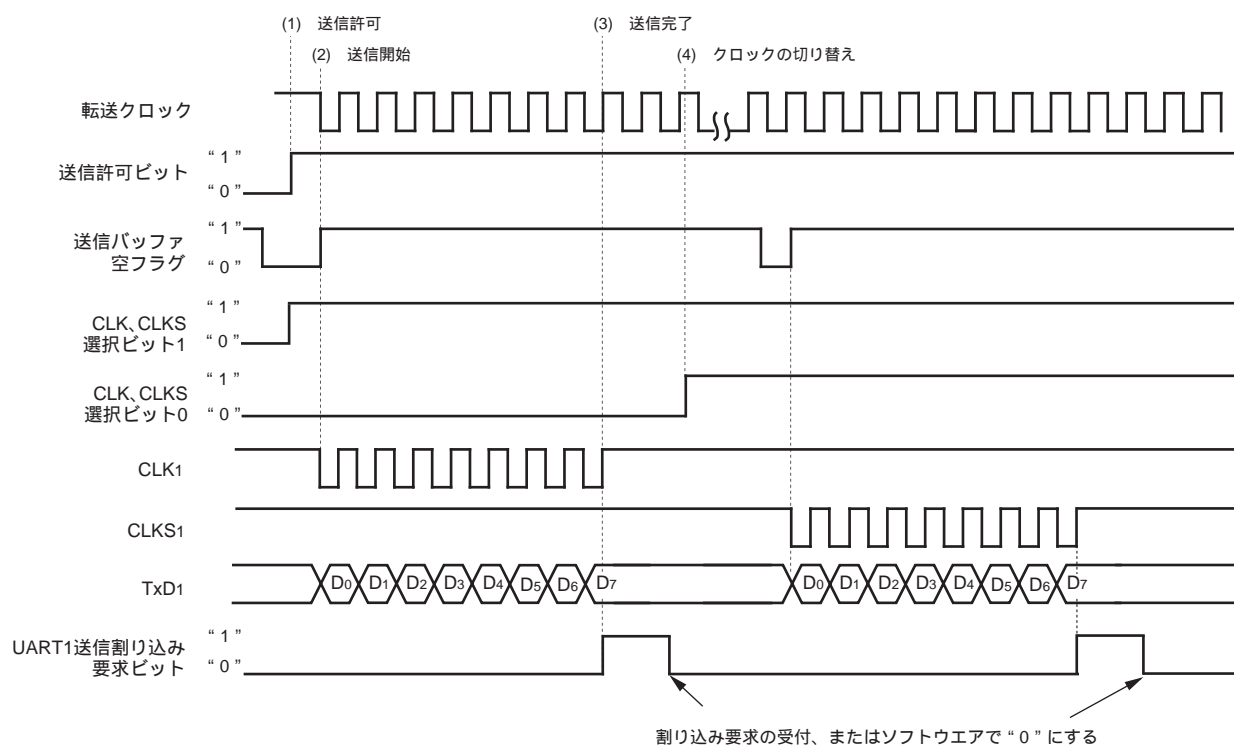 (1) 送信許可
(3) 送信完了
(2) 送信開始
(4) クロックの切り替え
転送クロック
送信許可ビット
“ 1 ”
“ 0 ”
送信バッファ
空フラグ
“ 1 ”
“ 0 ”
CLK、CLKS
選択ビット1
“ 1 ”
“ 0 ”
CLK、CLKS
選択ビット0
“ 1 ”
“ 0 ”
CLK1
CLKS1
TxD1
D0 D1 D2 D3 D4 D5 D6 D7 D0 D1 D2 D3 D4 D5 D6 D7
UART1送信割り込み
要求ビット
“ 1 ”
“ 0 ”
割り込み要求の受付、またはソフトウエアで “ 0 ” にする